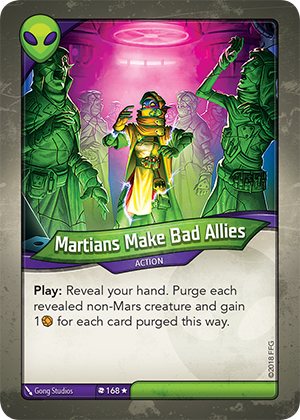 Martians Make Bad Allies
ACTION
Play: Reveal your hand. Purge each
revealed non-Mars creature and gain
1 for each card purged this way.
Gong Studios
168 ★
©2018 FFG